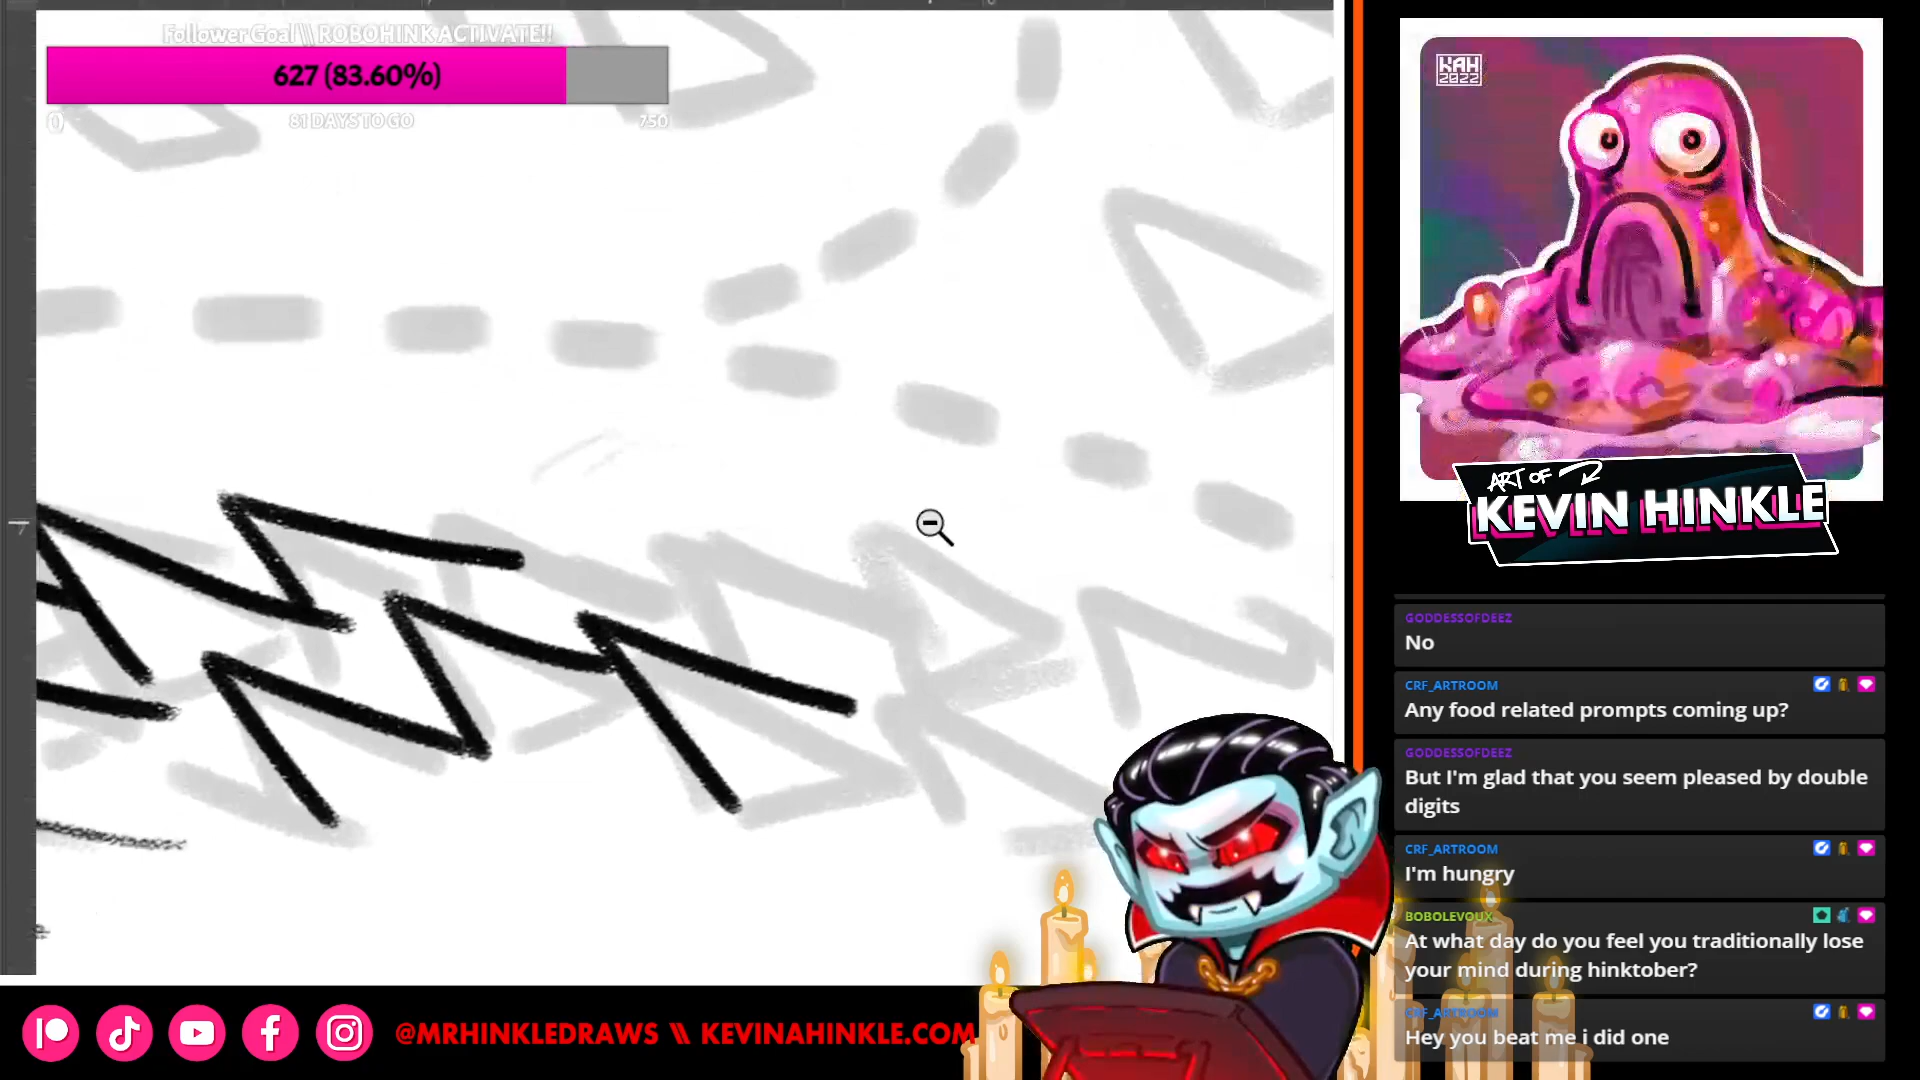 Follower Goal \\ ROBOHINK ACTIVATE!!
627 (83.60%)
0
81 DAYS TO GO
750
7
KAH
2022
ART OF
KEVIN HINKLE
GODDESSOFDEEZ
No
CRF_ARTROOM
Any food related prompts coming up?
GODDESSOFDEEZ
But I'm glad that you seem pleased by double
digits
CRF_ARTROOM
I'm hungry
BOBOLEVOUX
At what day do you feel you traditionally lose
your mind during hinktober?
CRF_ARTROOM
Hey you beat me i did one
@MRHINKLEDRAWS \\ KEVINAHINKLE.COM